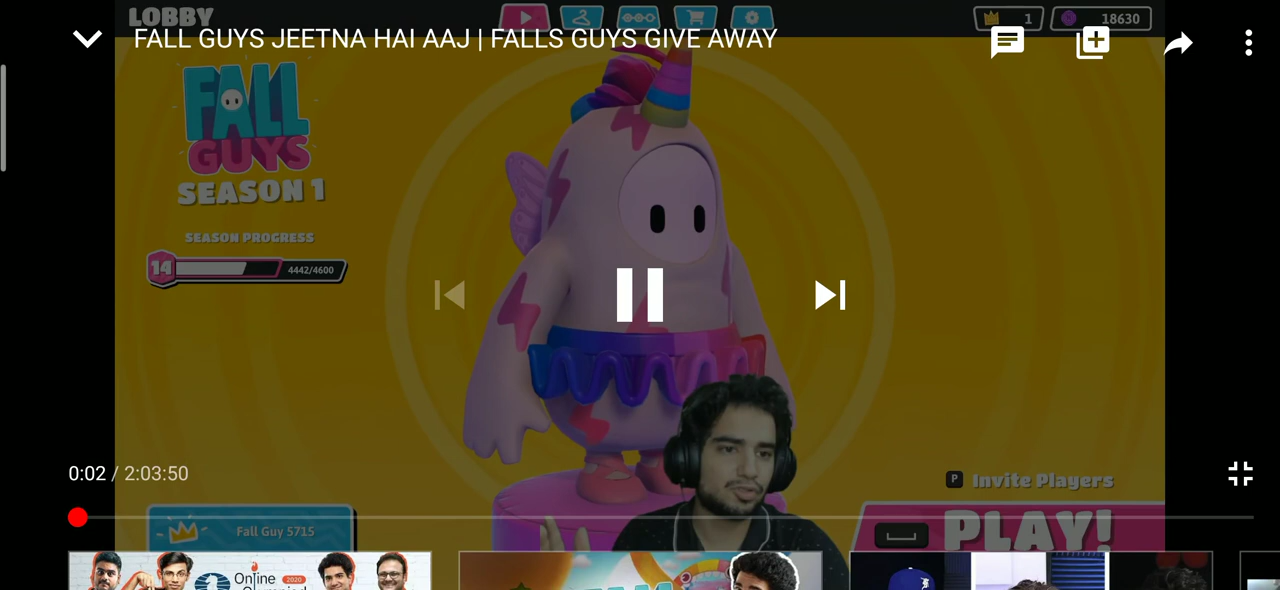 LOBBY
1
18630
FALL GUYS JEETNA HAI AAJ | FALLS GUYS GIVE AWAY
FALL
GUYS
SEASON 1
SEASON PROGRESS
14
4442/4600
0:02 / 2:03:50
P Invite Players
Fall Guy 5715
PLAY!
Online 2020